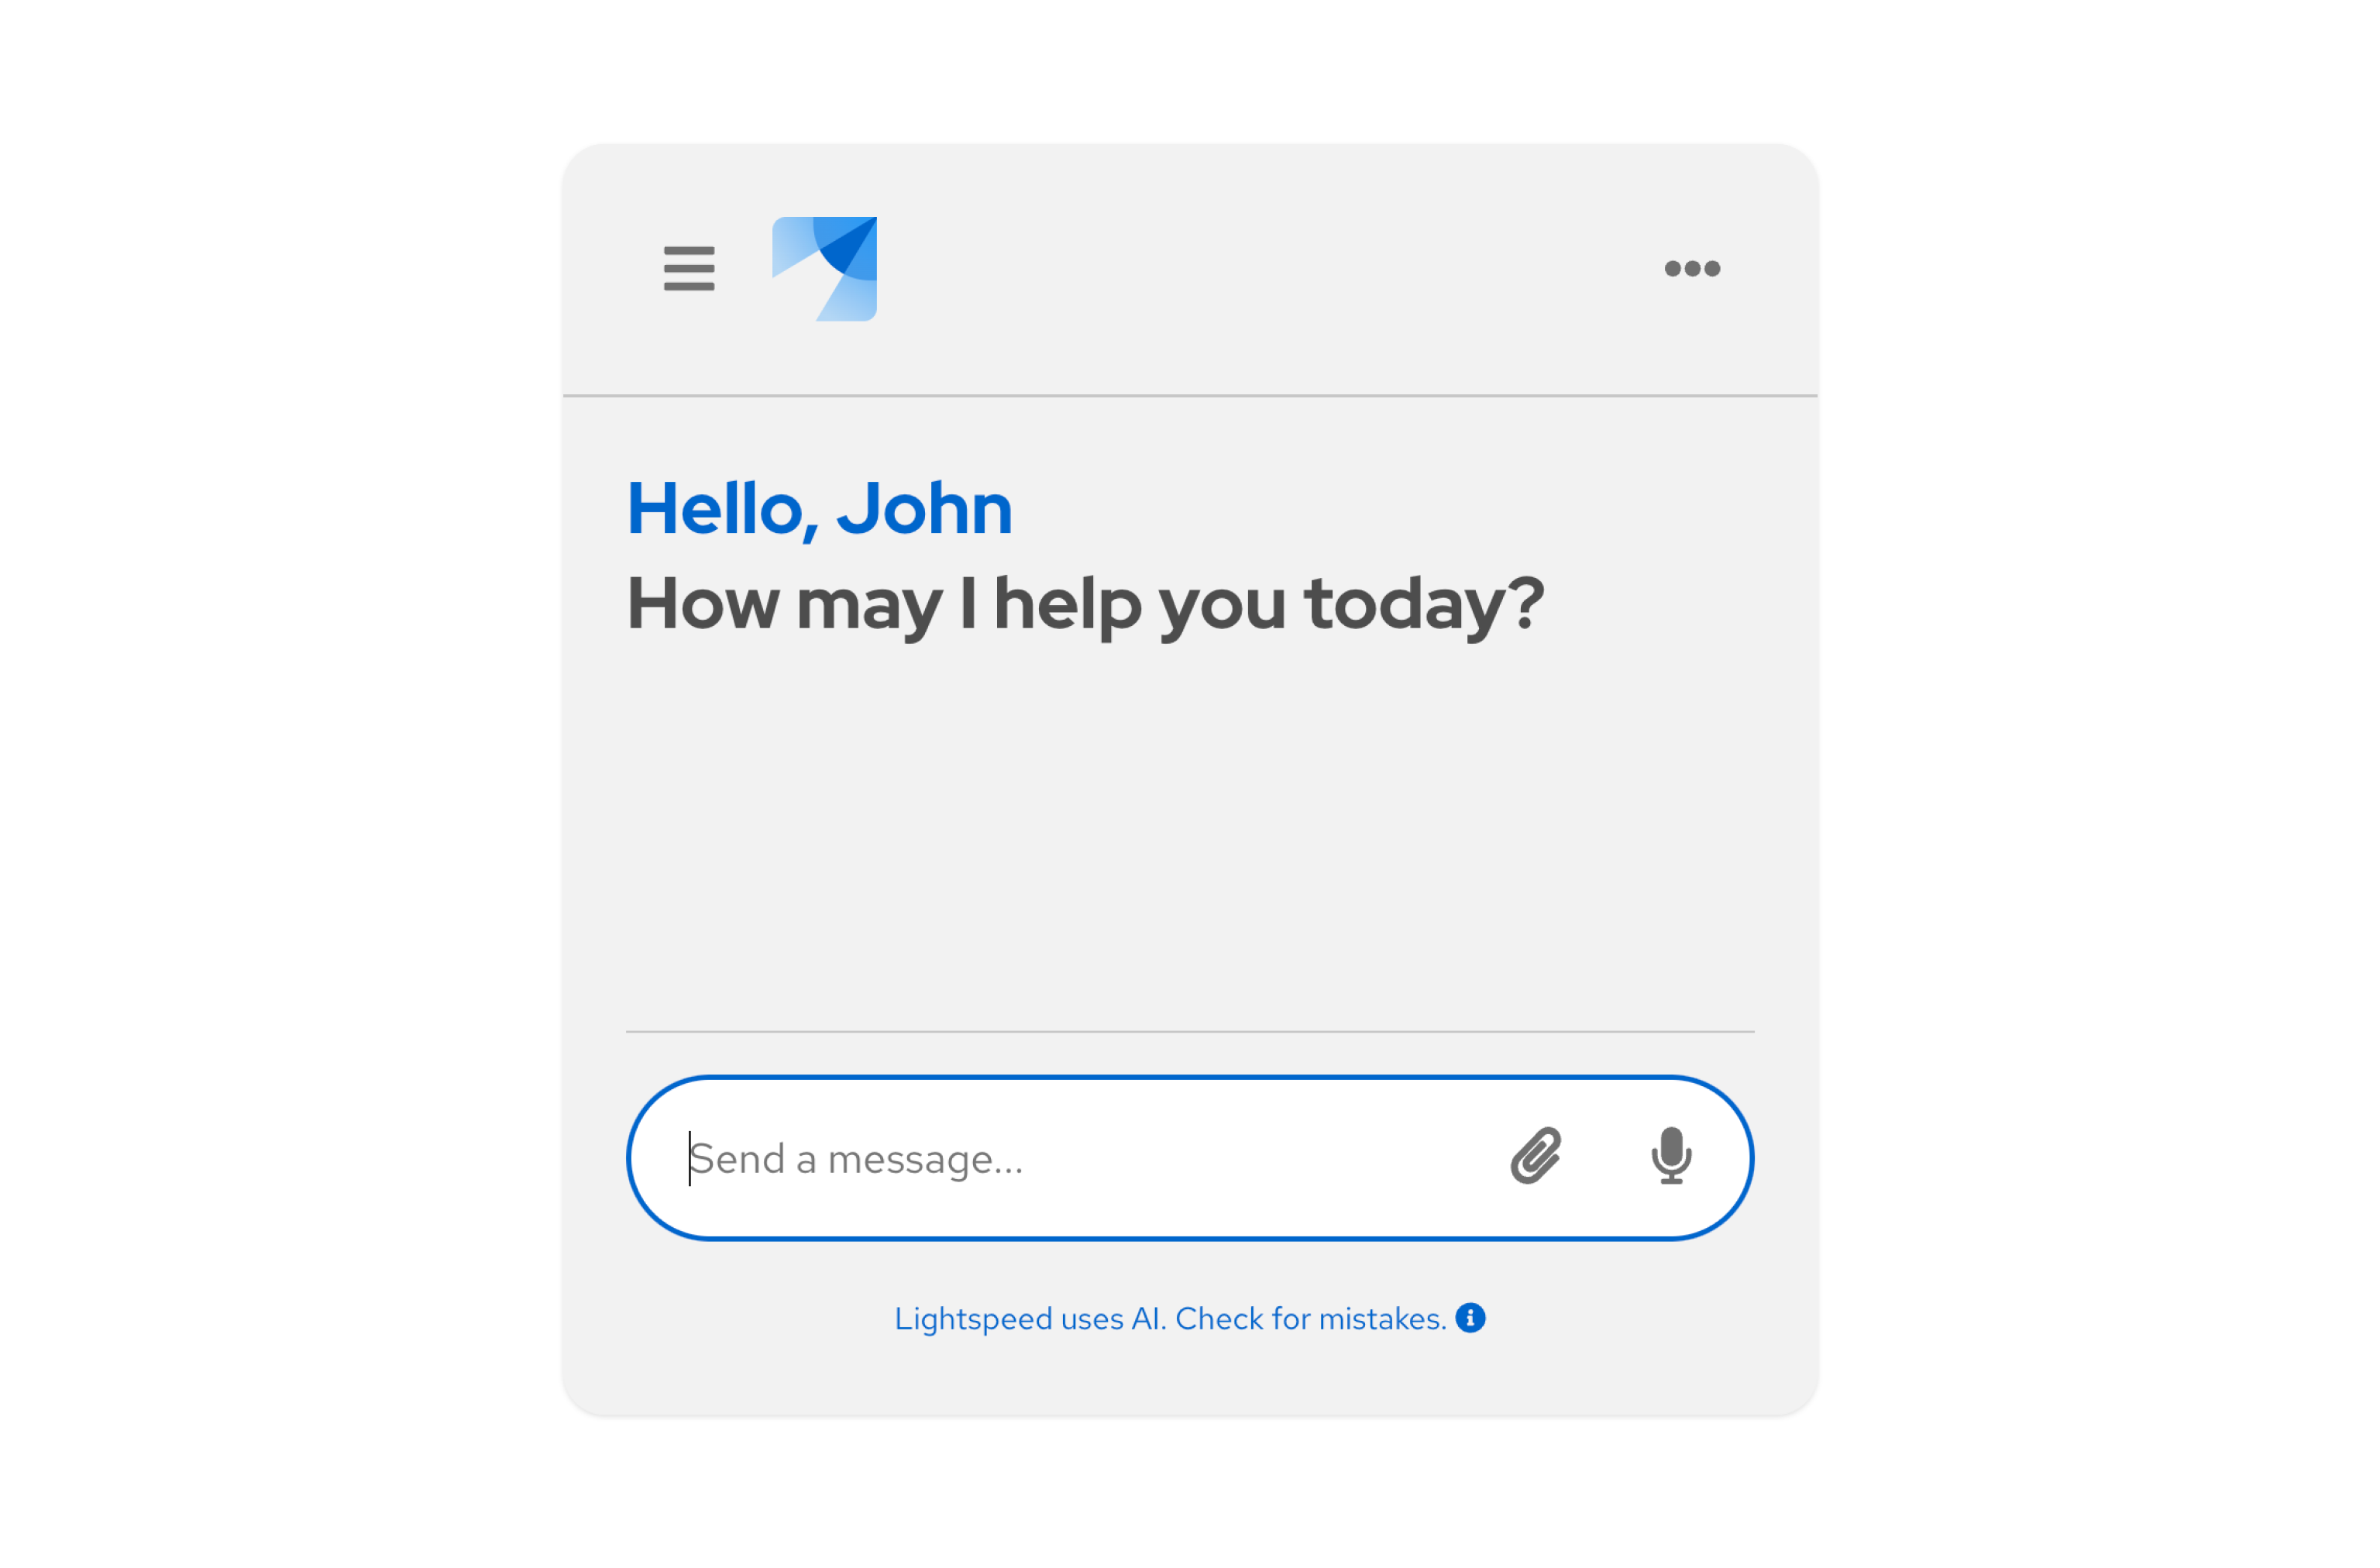 Hello, John
How may I help you today?
Send a message...
Lightspeed uses AI. Check for mistakes.